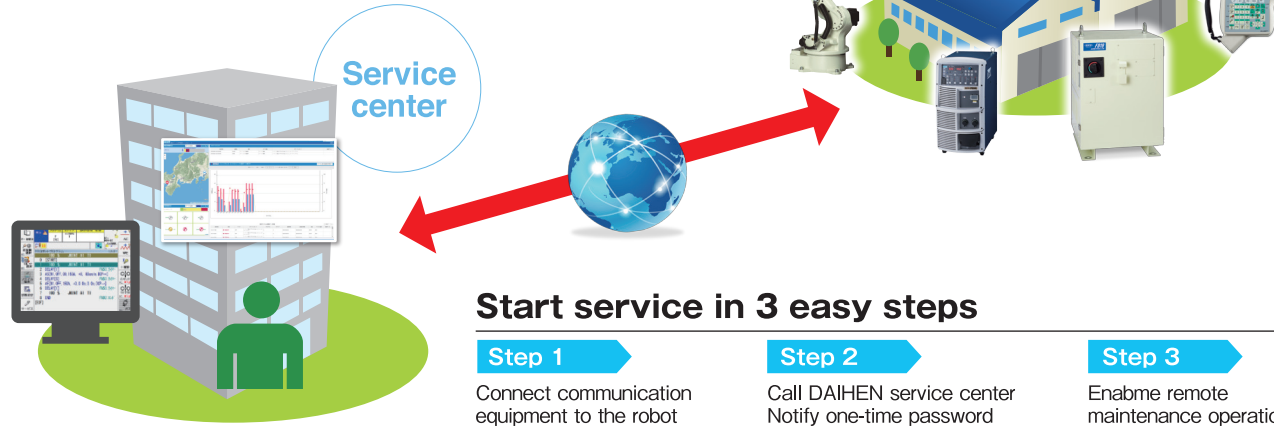 Service
center
Start service in 3 easy steps
Step 1
Connect communication
equipment to the robot
Step 2
Call DAIHEN service center
Notify one-time password
Step 3
Enabme remote
maintenance operatio